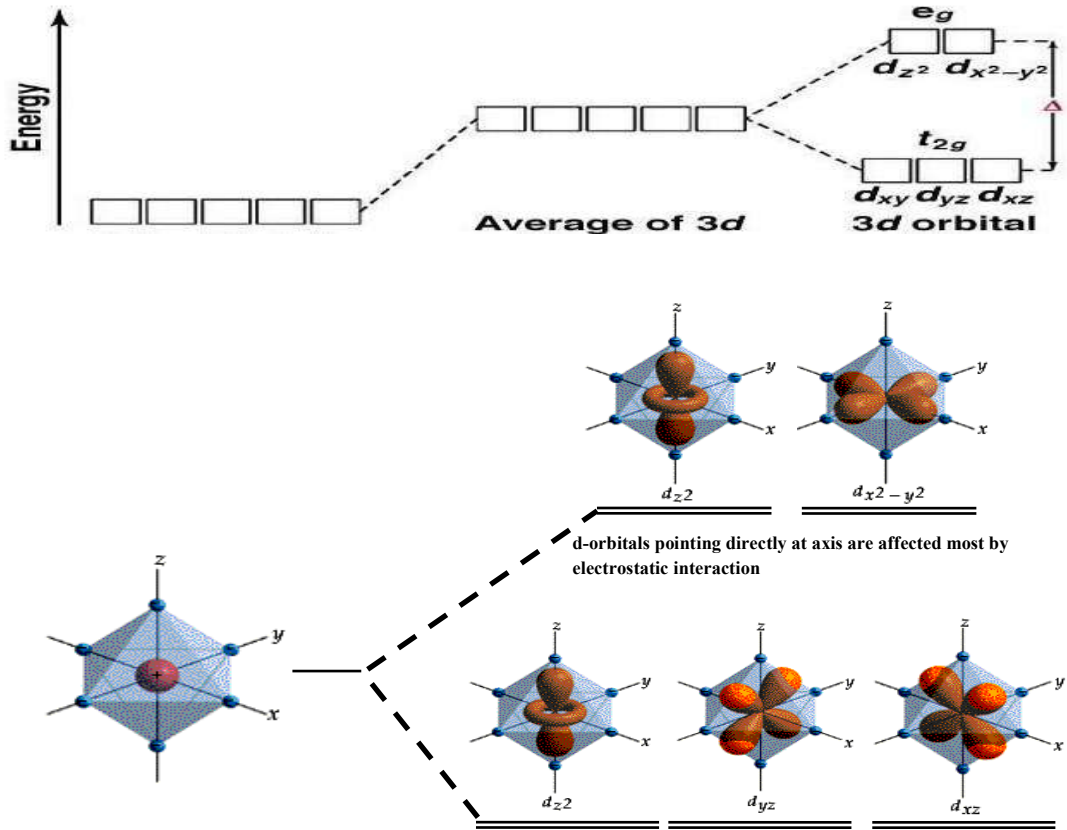 Energy
e_g
d_z2 d_x2-y2
Δ
t_2g
d_xy d_yz d_xz
Average of 3d 3d orbital
z z
y y
x x
d_z2 d_x2-y2
d-orbitals pointing directly at axis are affected most by
electrostatic interaction
z
y
+
x
z z z
y y y
x x x
d_z2 d_yz d_xz